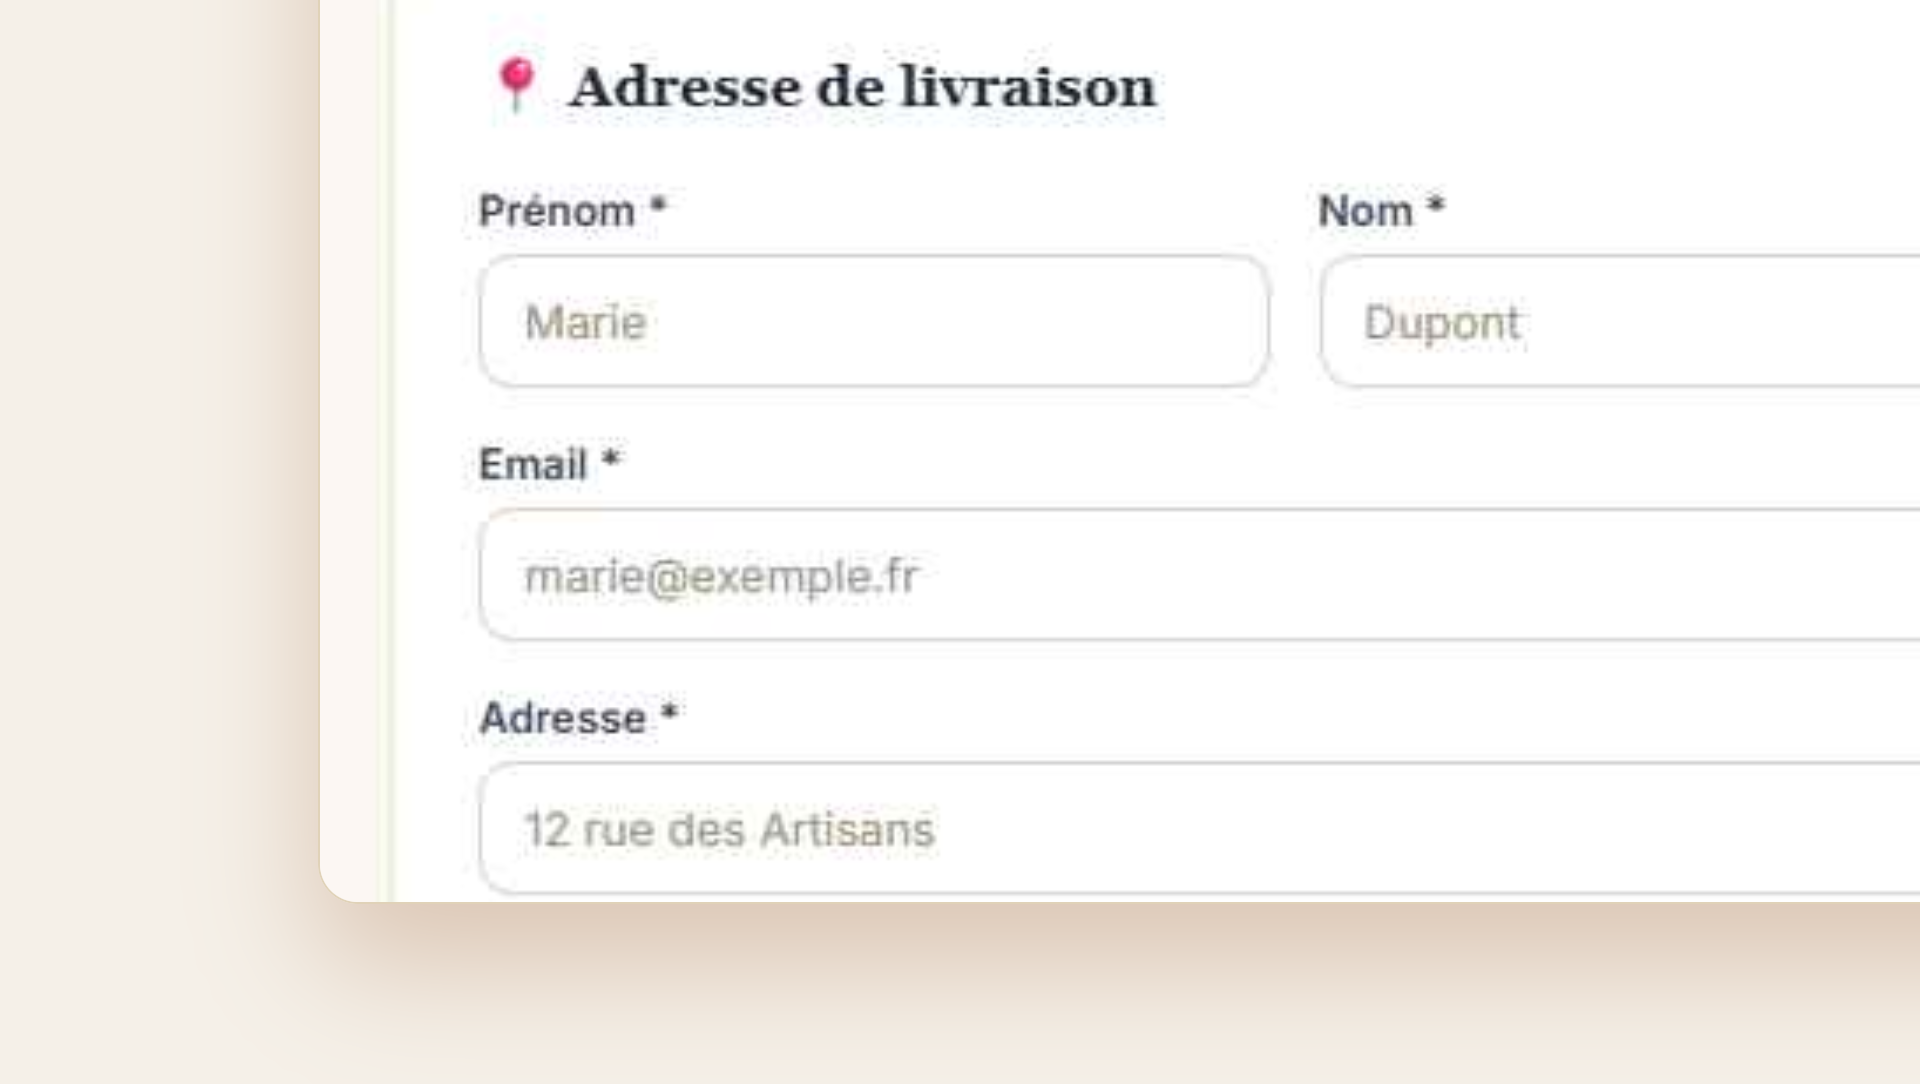 📍 Adresse de livraison
Prénom * Nom *
Marie Dupont
Email *
marie@exemple.fr
Adresse *
12 rue des Artisans